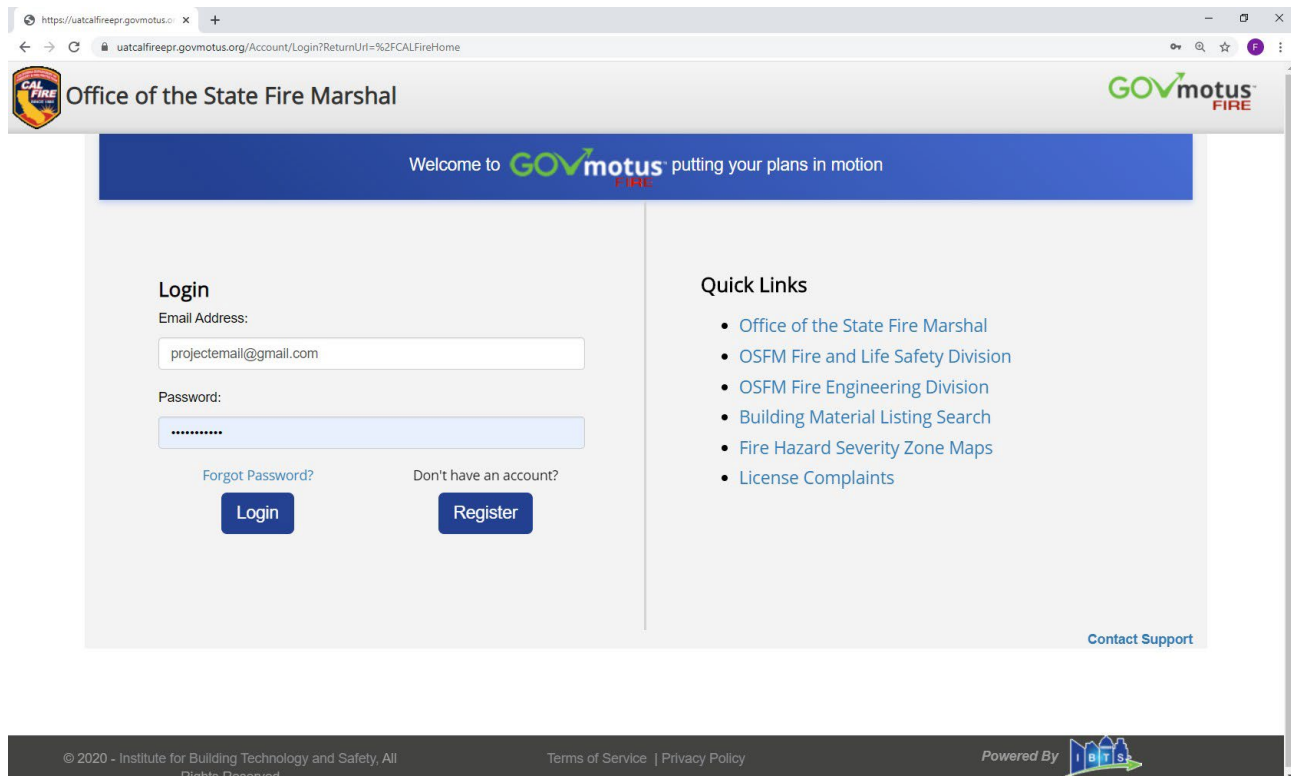 https://uatcalfireepr.govmotus.o
uatcalfireepr.govmotus.org/Account/Login?ReturnUrl=%2FCALFireHome
F
CAL FIRE
Office of the State Fire Marshal
GOVmotus FIRE
Welcome to GOVmotus FIRE putting your plans in motion
Login
Email Address:
projectemail@gmail.com
Password:
•••••••••••
Forgot Password?
Don't have an account?
Login
Register
Quick Links
• Office of the State Fire Marshal
• OSFM Fire and Life Safety Division
• OSFM Fire Engineering Division
• Building Material Listing Search
• Fire Hazard Severity Zone Maps
• License Complaints
Contact Support
© 2020 - Institute for Building Technology and Safety, All
Rights Reserved
Terms of Service | Privacy Policy
Powered By IBTS